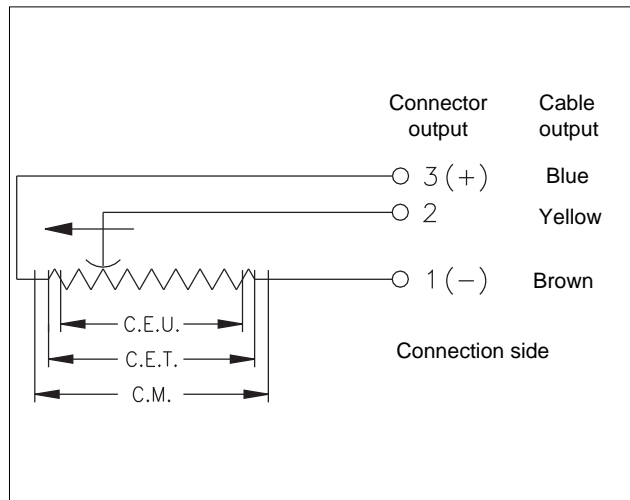 Connector output
Cable output
3 (+) Blue
2 Yellow
1 (-) Brown
C.E.U.
C.E.T.
Connection side
C.M.